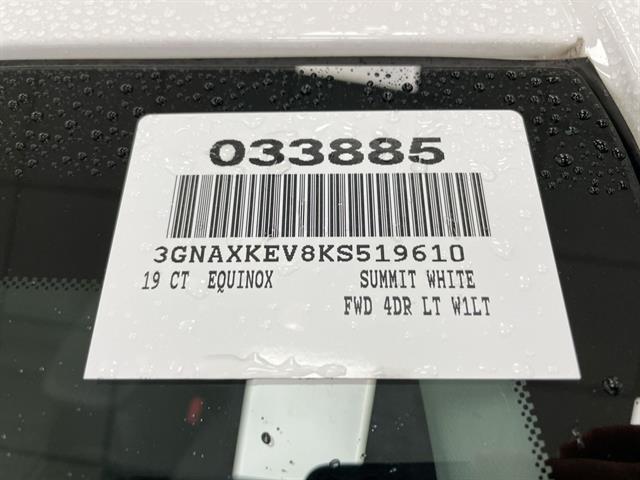 033885
3GNAXKEV8KS519610
19 CT EQUINOX SUMMIT WHITE
FWD 4DR LT W1LT